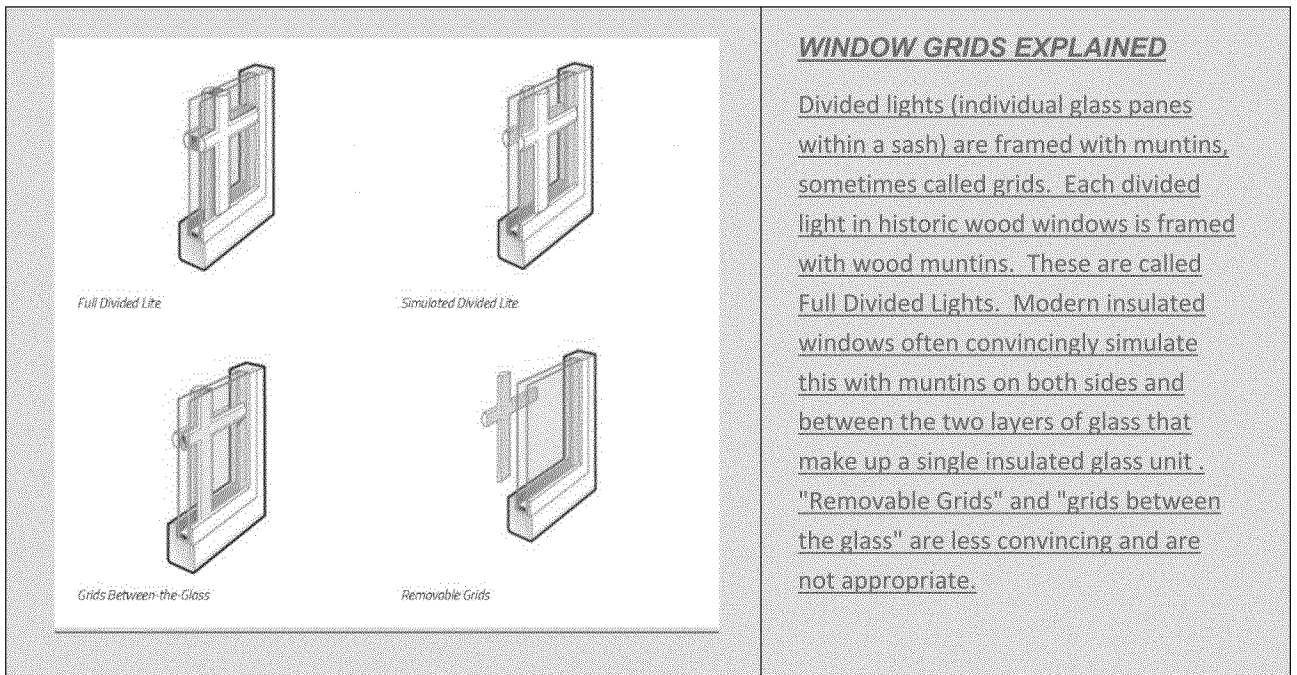 Full Divided Lite
Simulated Divided Lite
Grids Between-the-Glass
Removable Grids
WINDOW GRIDS EXPLAINED
Divided lights (individual glass panes
within a sash) are framed with muntins,
sometimes called grids. Each divided
light in historic wood windows is framed
with wood muntins. These are called
Full Divided Lights. Modern insulated
windows often convincingly simulate
this with muntins on both sides and
between the two layers of glass that
make up a single insulated glass unit .
"Removable Grids" and "grids between
the glass" are less convincing and are
not appropriate.